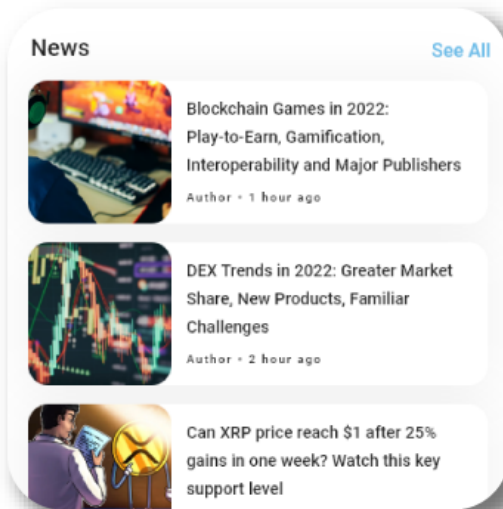 News
See All
Blockchain Games in 2022:
Play-to-Earn, Gamification,
Interoperability and Major Publishers
Author • 1 hour ago
DEX Trends in 2022: Greater Market
Share, New Products, Familiar
Challenges
Author • 2 hour ago
Can XRP price reach $1 after 25%
gains in one week? Watch this key
support level